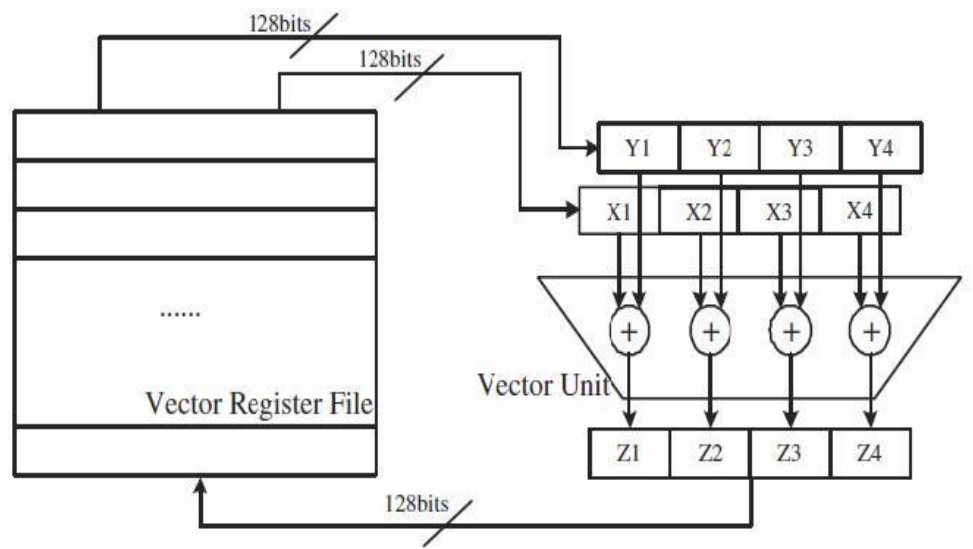 128bits
128bits
Y1 Y2 Y3 Y4
X1 X2 X3 X4
......
+ + + +
Vector Unit
Vector Register File
Z1 Z2 Z3 Z4
128bits